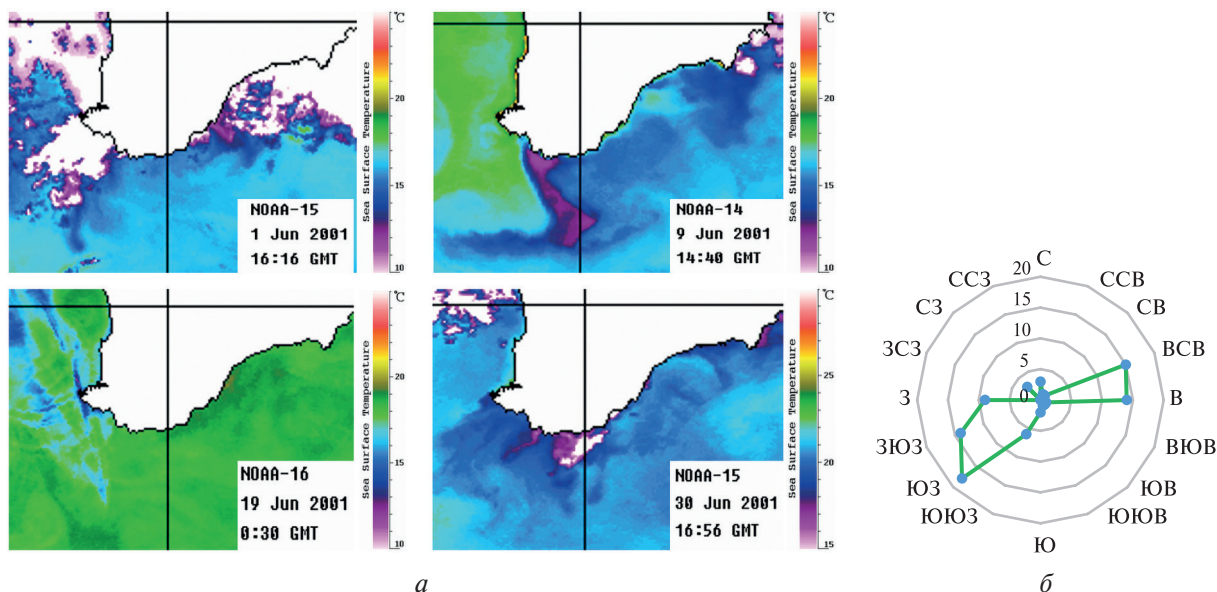 °C
20
15
10
Sea Surface Temperature
NOAA-15
1 Jun 2001
16:16 GMT
°C
20
15
10
Sea Surface Temperature
NOAA-14
9 Jun 2001
14:40 GMT
°C
20
15
10
Sea Surface Temperature
NOAA-16
19 Jun 2001
0:30 GMT
°C
25
20
15
Sea Surface Temperature
NOAA-15
30 Jun 2001
16:56 GMT
а
С
ССВ
СВ
ВСВ
В
ВЮВ
ЮВ
ЮЮВ
Ю
ЮЮЗ
ЮЗ
ЗЮЗ
З
ЗСЗ
СЗ
ССЗ
20
15
10
5
0
б